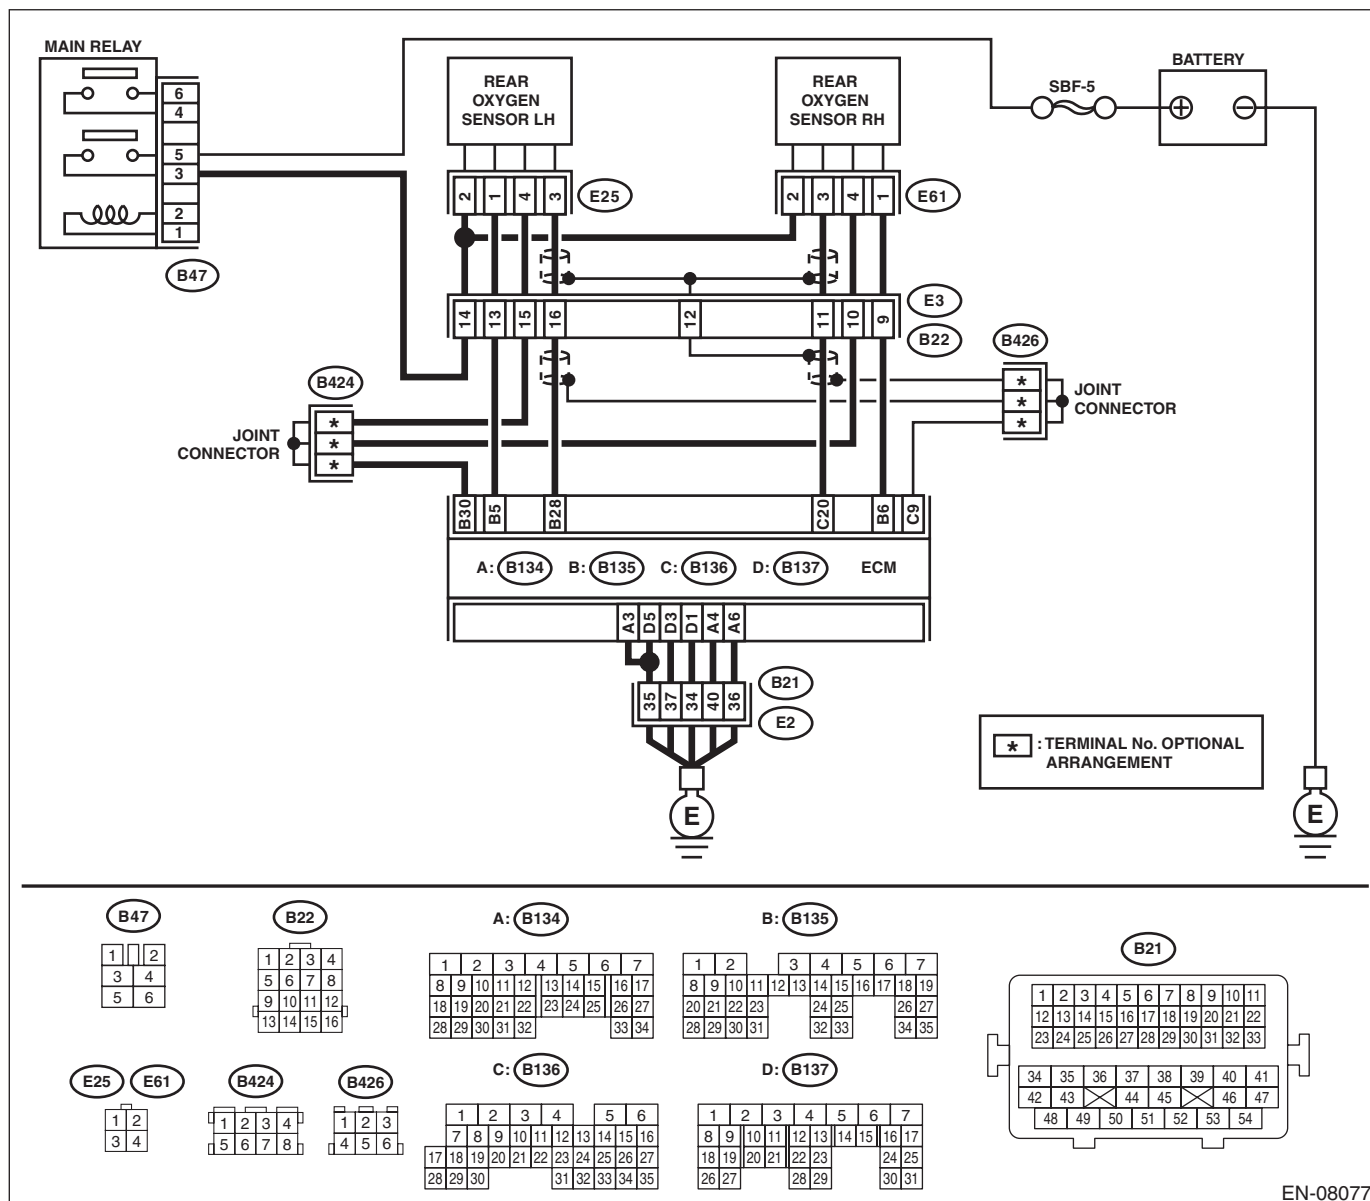 MAIN RELAY
6
4
5
3
2
1
B47
REAR
OXYGEN
SENSOR LH
REAR
OXYGEN
SENSOR RH
SBF-5
BATTERY
2 1 4 3
E25
2 3 4 1
E61
14 13 15 16 12 11 10 9
E3
B22
B426
*
*
*
JOINT
CONNECTOR
B424
*
*
*
JOINT
CONNECTOR
B30 B5 B28 C20 B6 C9
A: B134 B: B135 C: B136 D: B137 ECM
A3 D5 D3 D1 A4 A6
35 37 34 40 36
B21
E2
E
E
* : TERMINAL No. OPTIONAL
ARRANGEMENT
B47
1 2
3 4
5 6
B22
1 2 3 4
5 6 7 8
9 10 11 12
13 14 15 16
A: B134
1 2 3 4 5 6 7
8 9 10 11 12 13 14 15 16 17
18 19 20 21 22 23 24 25 26 27
28 29 30 31 32 33 34
B: B135
1 2 3 4 5 6 7
8 9 10 11 12 13 14 15 16 17 18 19
20 21 22 23 24 25 26 27
28 29 30 31 32 33 34 35
B21
1 2 3 4 5 6 7 8 9 10 11
12 13 14 15 16 17 18 19 20 21 22
23 24 25 26 27 28 29 30 31 32 33
34 35 36 37 38 39 40 41
42 43 44 45 46 47
48 49 50 51 52 53 54
E25 E61
1 2
3 4
B424
1 2 3 4
5 6 7 8
B426
1 2 3
4 5 6
C: B136
1 2 3 4 5 6
7 8 9 10 11 12 13 14 15 16
17 18 19 20 21 22 23 24 25 26 27
28 29 30 31 32 33 34 35
D: B137
1 2 3 4 5 6 7
8 9 10 11 12 13 14 15 16 17
18 19 20 21 22 23 24 25
26 27 28 29 30 31
EN-08077